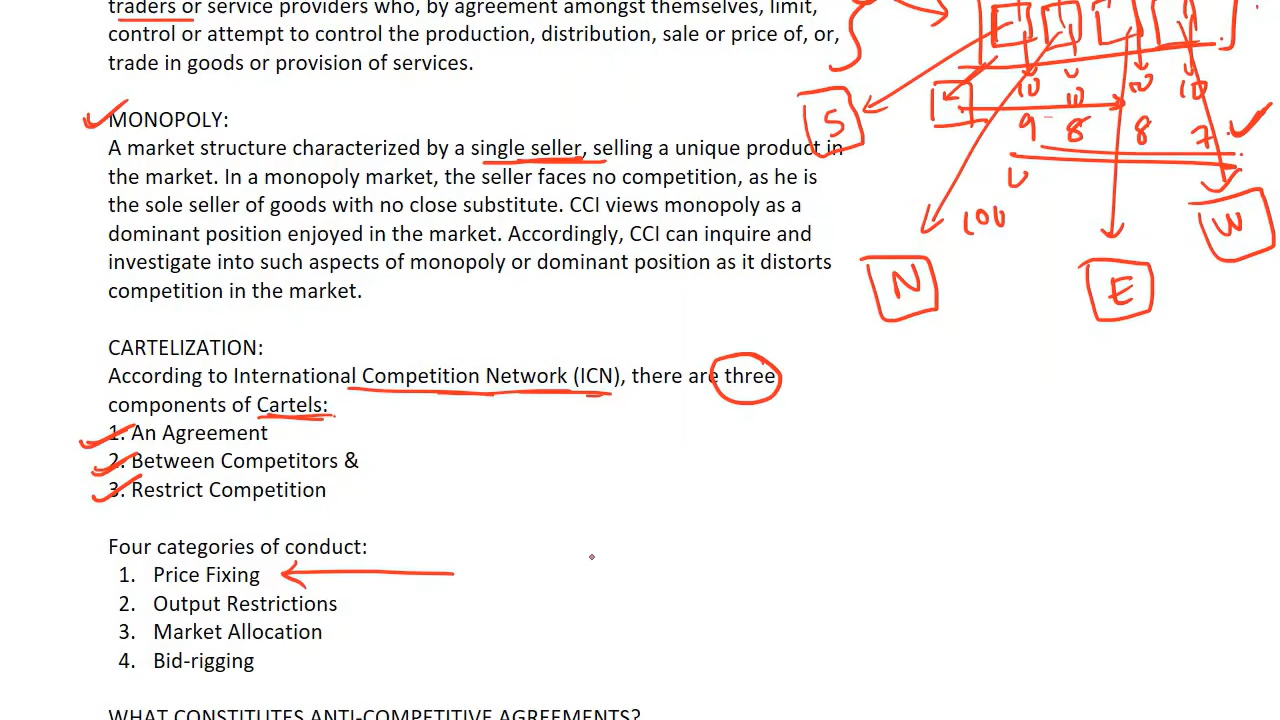 traders or service providers who, by agreement amongst themselves, limit,
control or attempt to control the production, distribution, sale or price of, or,
trade in goods or provision of services.
MONOPOLY:
A market structure characterized by a single seller, selling a unique product in
the market. In a monopoly market, the seller faces no competition, as he is
the sole seller of goods with no close substitute. CCI views monopoly as a
dominant position enjoyed in the market. Accordingly, CCI can inquire and
investigate into such aspects of monopoly or dominant position as it distorts
competition in the market.
CARTELIZATION:
According to International Competition Network (ICN), there are three
components of Cartels:
1. An Agreement
2. Between Competitors &
3. Restrict Competition
Four categories of conduct:
1. Price Fixing
2. Output Restrictions
3. Market Allocation
4. Bid-rigging
WHAT CONSTITUTES ANTI-COMPETITIVE AGREEMENTS?
10 10 10 10
S
9 8 8 7
100
W
N
E